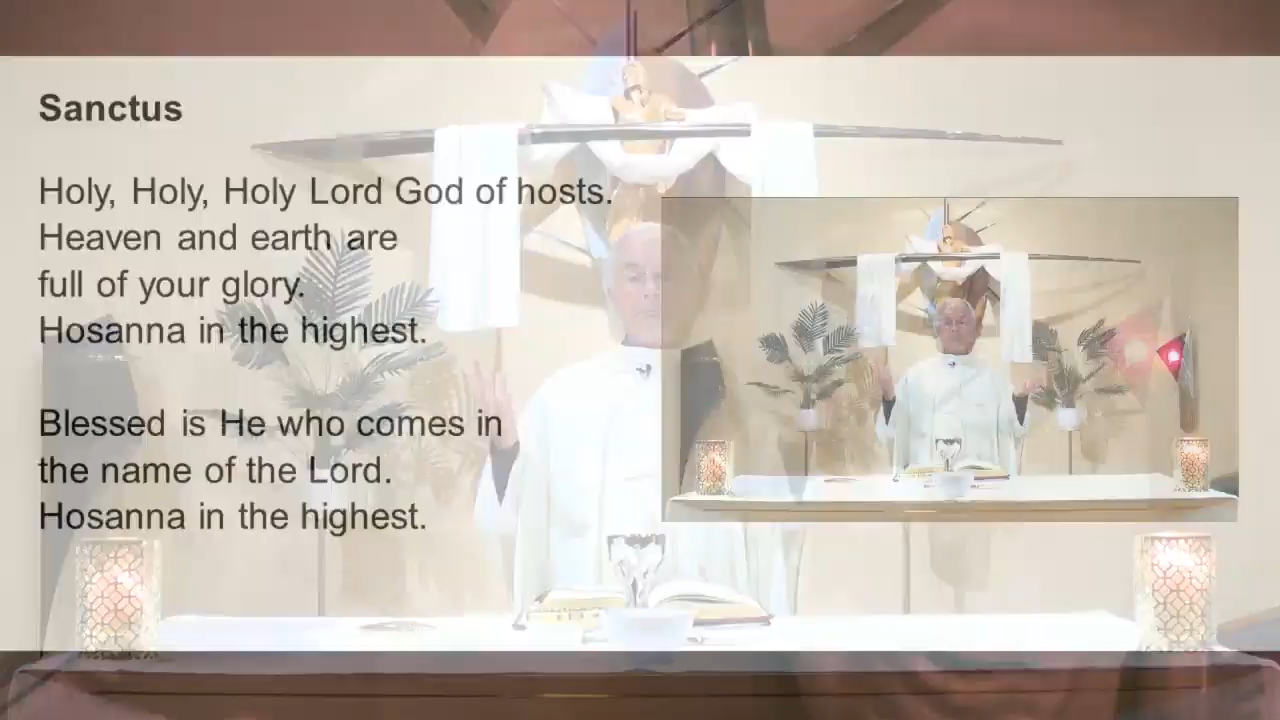 Sanctus
Holy, Holy, Holy Lord God of hosts.
Heaven and earth are
full of your glory.
Hosanna in the highest.
Blessed is He who comes in
the name of the Lord.
Hosanna in the highest.